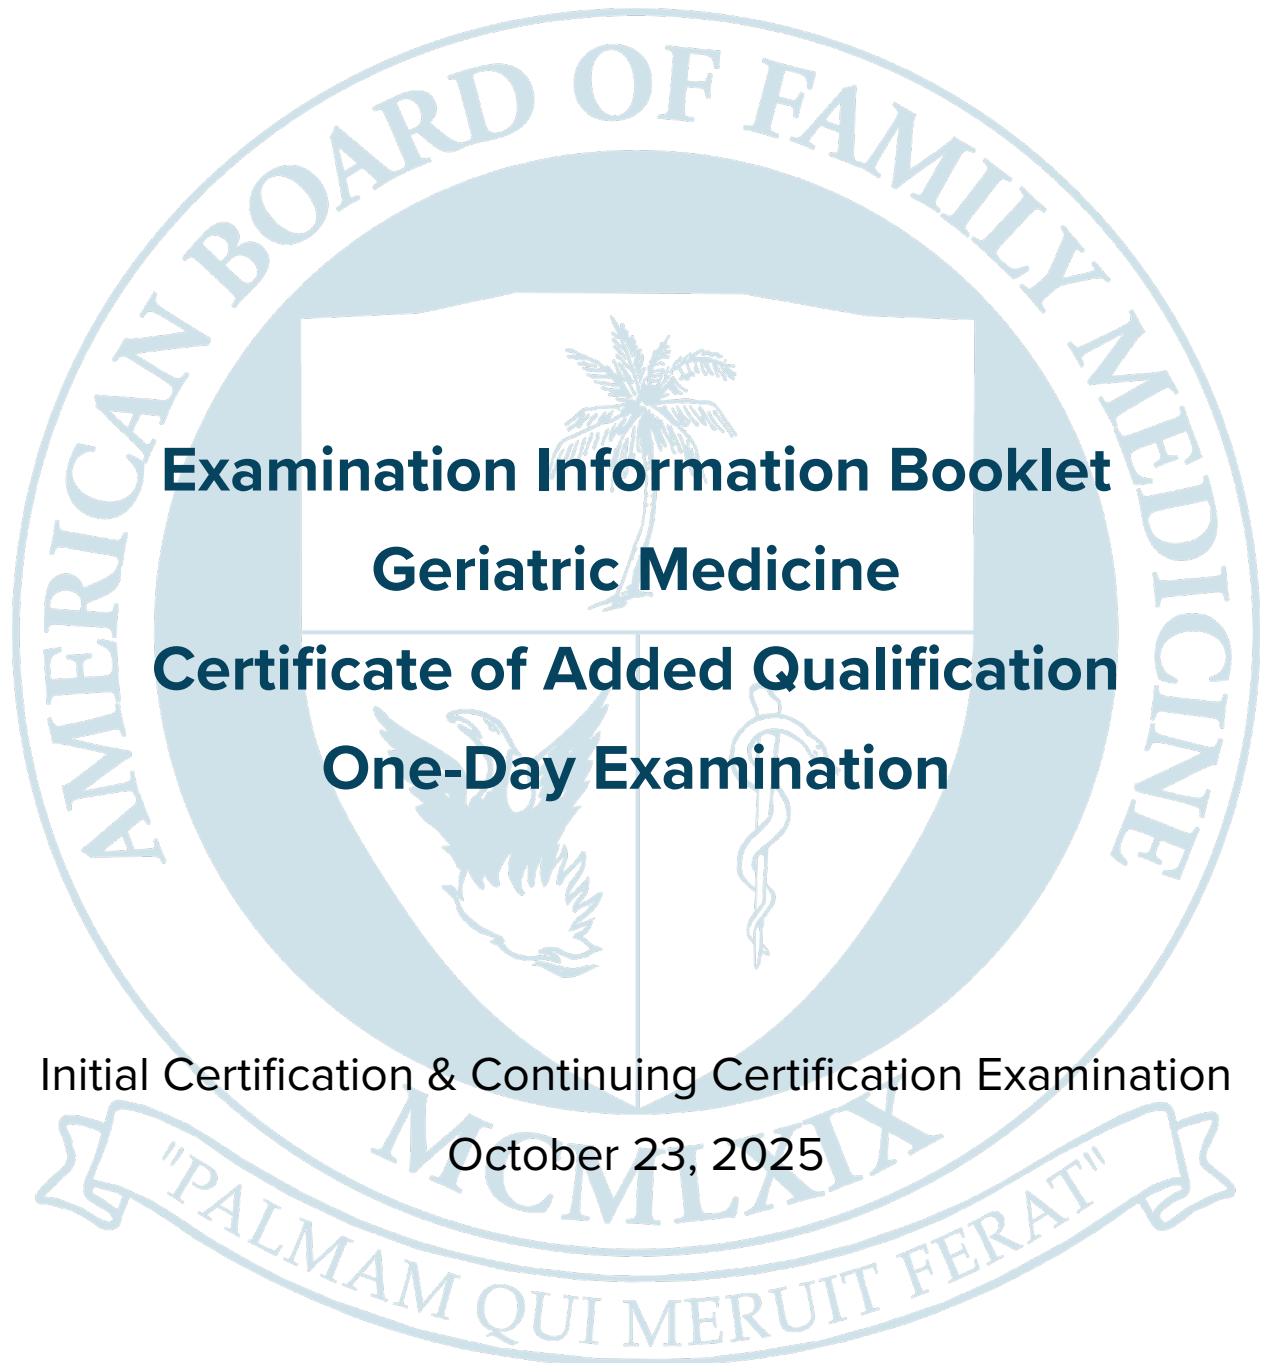 AMERICAN BOARD OF FAMILY MEDICINE
Examination Information Booklet
Geriatric Medicine
Certificate of Added Qualification
One-Day Examination
Initial Certification & Continuing Certification Examination
October 23, 2025
MCMLXIX
"PALMAM QUI MERUIT FERAT"